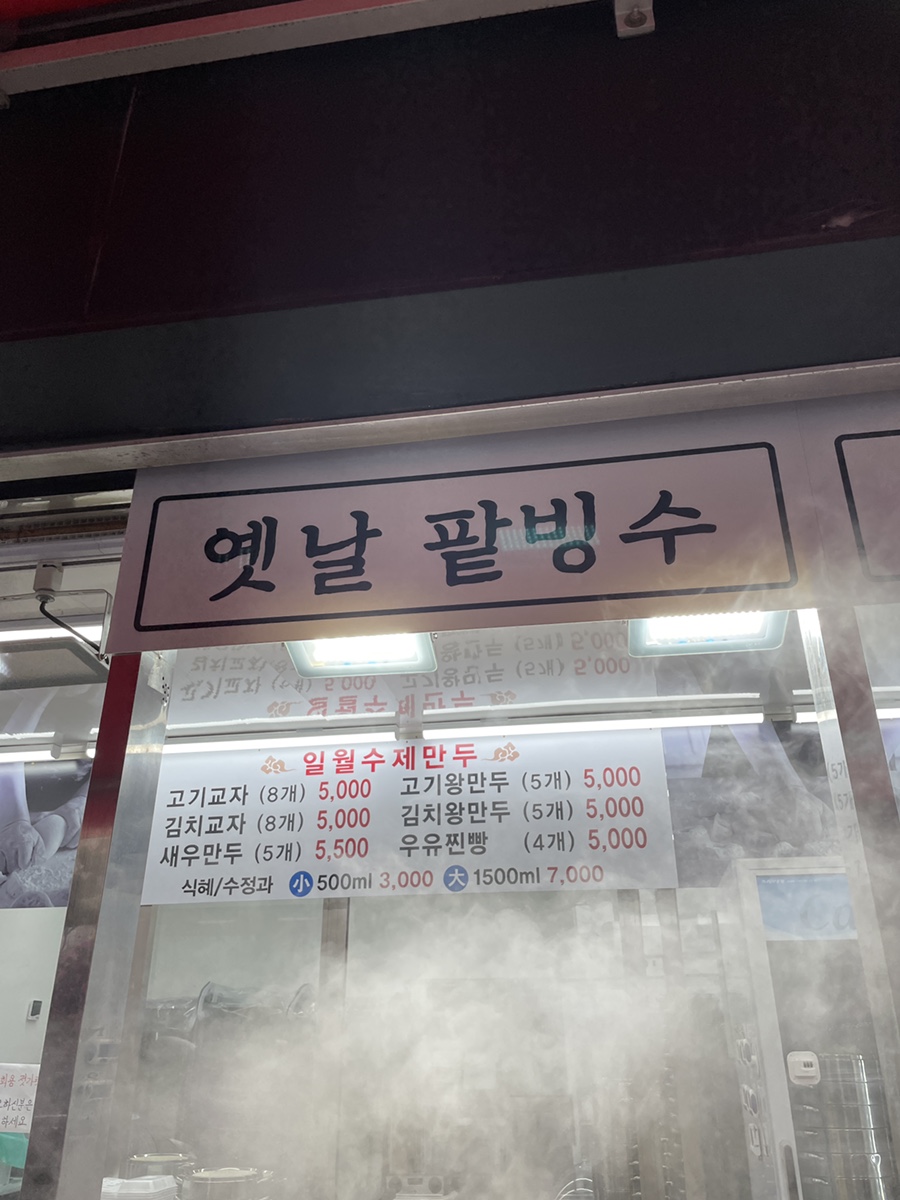 옛날 팥빙수
일월수제만두
고기교자 (8개) 5,000 고기왕만두 (5개) 5,000
김치교자 (8개) 5,000 김치왕만두 (5개) 5,000
새우만두 (5개) 5,500 우유찐빵 (4개) 5,000
식혜/수정과 小 500ml 3,000 大 1500ml 7,000
하세요